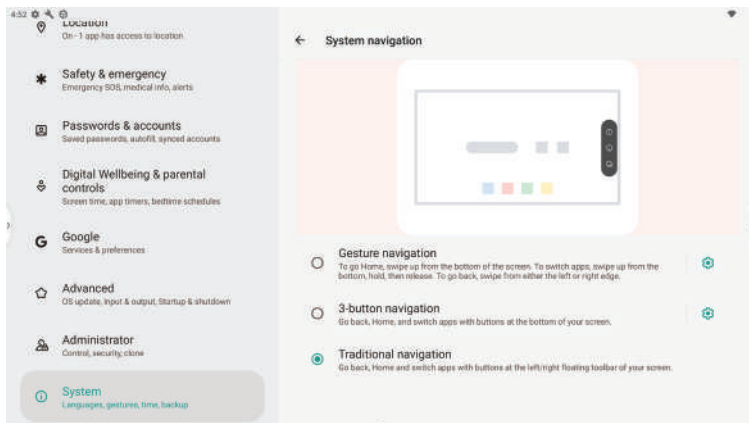 4:52
Location
On - 1 app has access to location
Safety & emergency
Emergency SOS, medical info, alerts
Passwords & accounts
Saved passwords, autofill, synced accounts
Digital Wellbeing & parental
controls
Screen time, app timers, bedtime schedules
Google
Services & preferences
Advanced
OS update, Input & output, Startup & shutdown
Administrator
Control, security, clone
System
Languages, gestures, time, backup
System navigation
Gesture navigation
To go Home, swipe up from the bottom of the screen. To switch apps, swipe up from the
bottom, hold, then release. To go back, swipe from either the left or right edge.
3-button navigation
Go back, Home, and switch apps with buttons at the bottom of your screen.
Traditional navigation
Go back, Home and switch apps with buttons at the left/right floating toolbar of your screen.